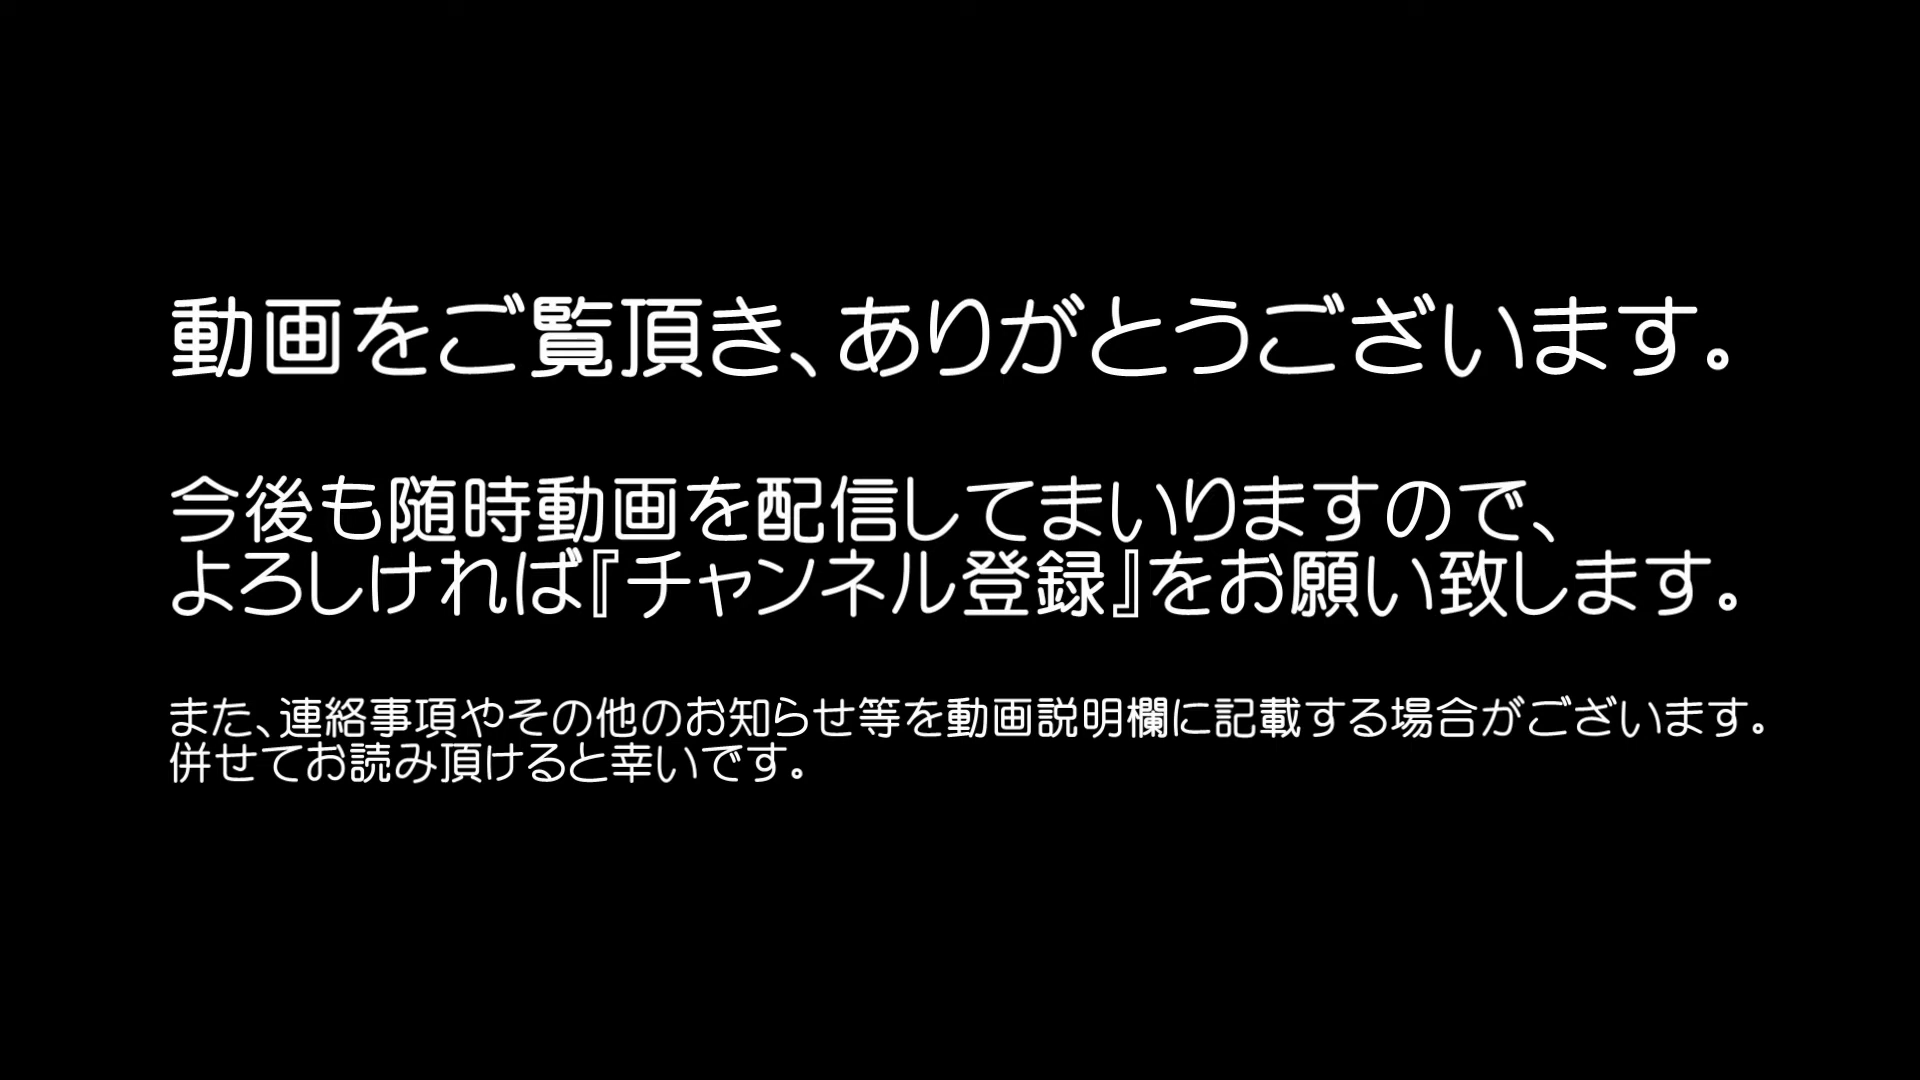 動画をご覧頂き、ありがとうございます。
今後も随時動画を配信してまいりますので、
よろしければ『チャンネル登録』をお願い致します。
また、連絡事項やその他のお知らせ等を動画説明欄に記載する場合がございます。
併せてお読み頂けると幸いです。